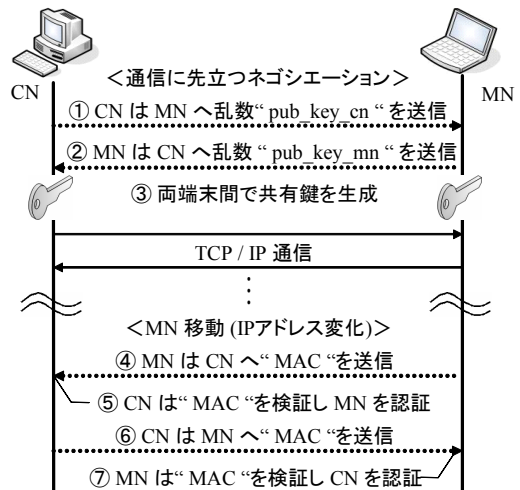 CN
MN
＜通信に先立つネゴシエーション＞
① CN は MN へ乱数“ pub_key_cn “ を送信
② MN は CN へ乱数 “ pub_key_mn “ を送信
③ 両端末間で共有鍵を生成
TCP / IP 通信
＜MN 移動 (IPアドレス変化)＞
④ MN は CN へ“ MAC “を送信
⑤ CN は“ MAC “を検証し MN を認証
⑥ CN は MN へ“ MAC “を送信
⑦ MN は“ MAC “を検証し CN を認証